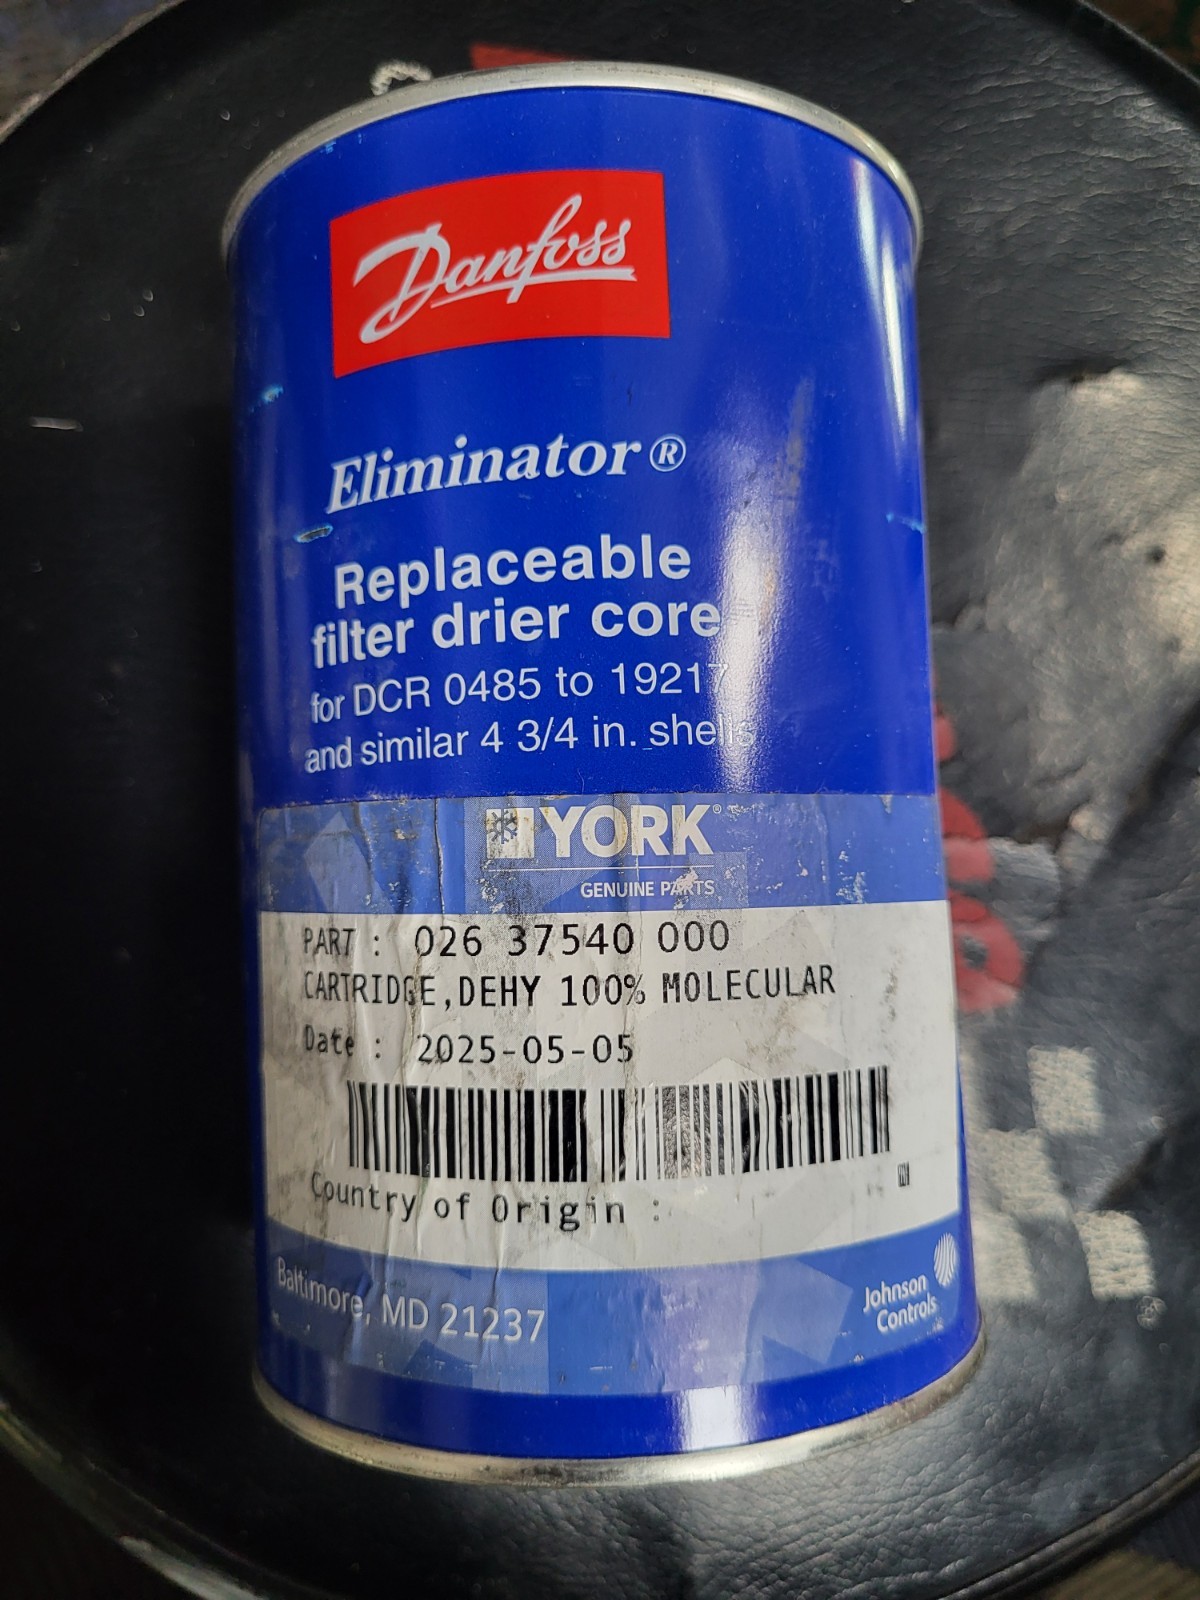 Danfoss
Eliminator®
Replaceable
filter drier core
for DCR 0485 to 19217
and similar 4 3/4 in. shells
YORK®
GENUINE PARTS
PART : 026 37540 000
CARTRIDGE,DEHY 100% MOLECULAR
Date : 2025-05-05
Country of Origin :
Baltimore, MD 21237
Johnson
Controls